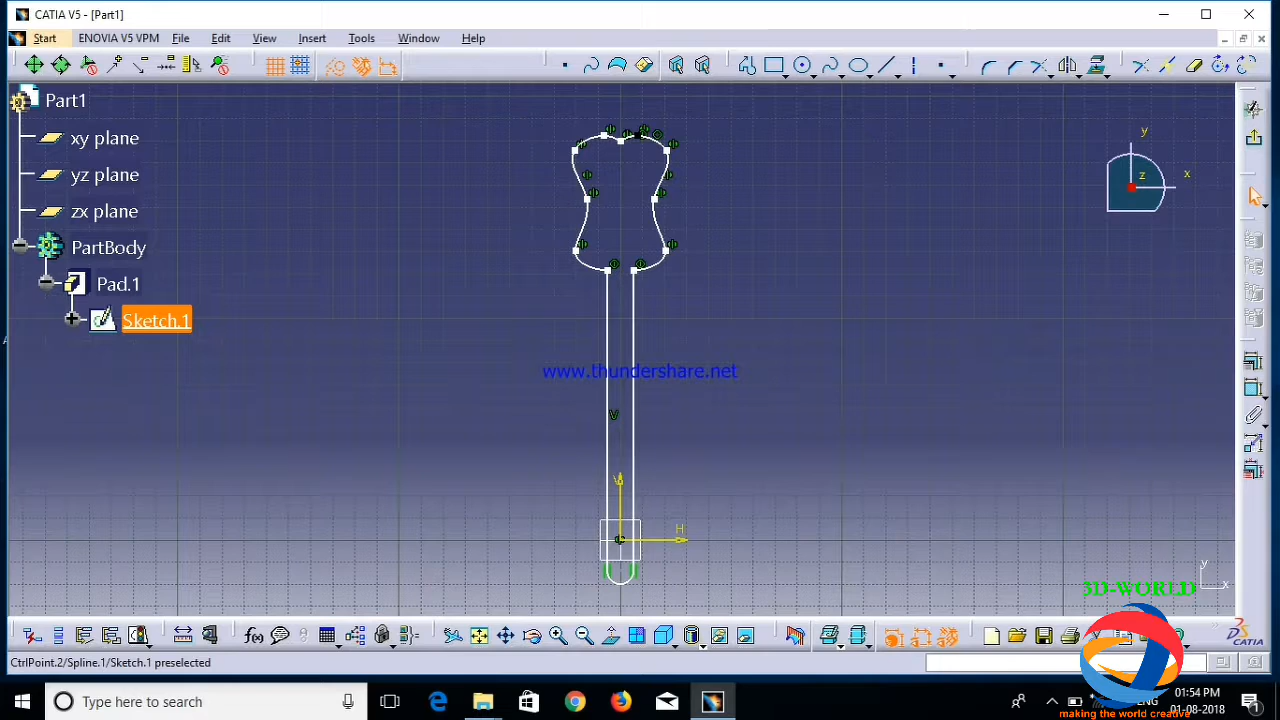 CATIA V5 - [Part1]
Start ENOVIA V5 VPM File Edit View Insert Tools Window Help
Part1
xy plane
yz plane
zx plane
PartBody
Pad.1
Sketch.1
y
x
z
www.thundershare.net
V
V
H
y
x
3D-WORLD
f(x)
CATIA
CtrlPoint.2/Spline.1/Sketch.1 preselected
Type here to search
ENG
01:54 PM
01-08-2018
1
making the world creative